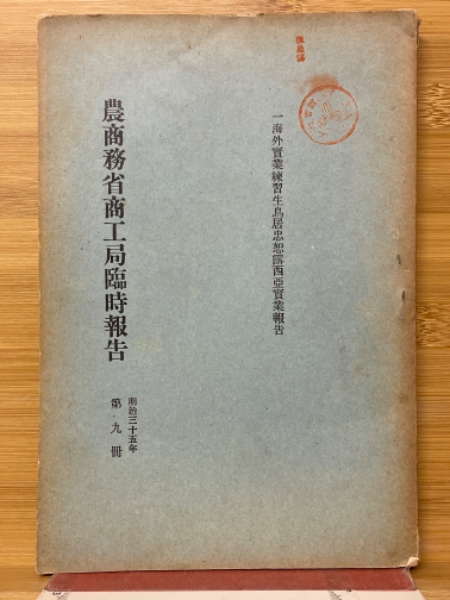 一海外實業練習生鳥居忠恕露西亞實業報告
農商務省商工局臨時報告
明治三十五年
第九冊